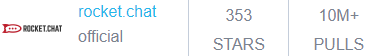 ROCKET.CHAT
rocket.chat
official
353
STARS
10M+
PULLS